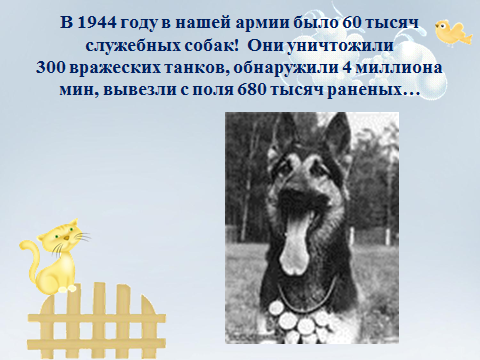 В 1944 году в нашей армии было 60 тысяч
служебных собак!  Они уничтожили
300 вражеских танков, обнаружили 4 миллиона
мин, вывезли с поля 680 тысяч раненых…